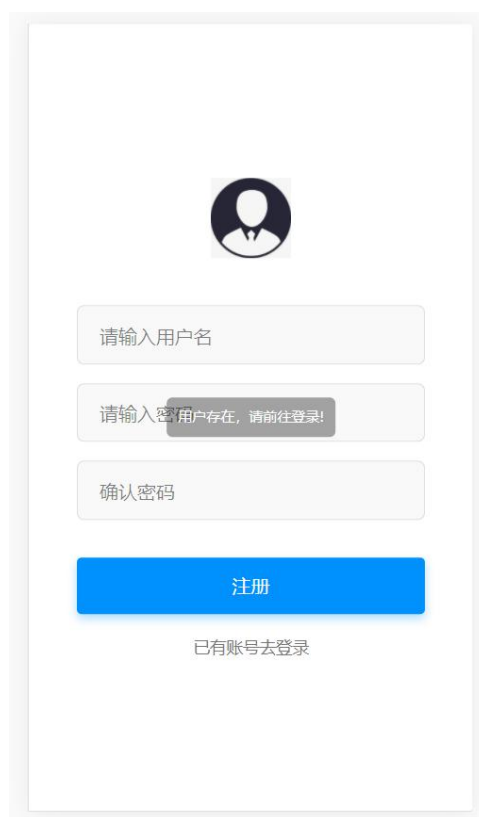 请输入用户名
请输入密码
用户存在，请前往登录!
确认密码
注册
已有账号去登录